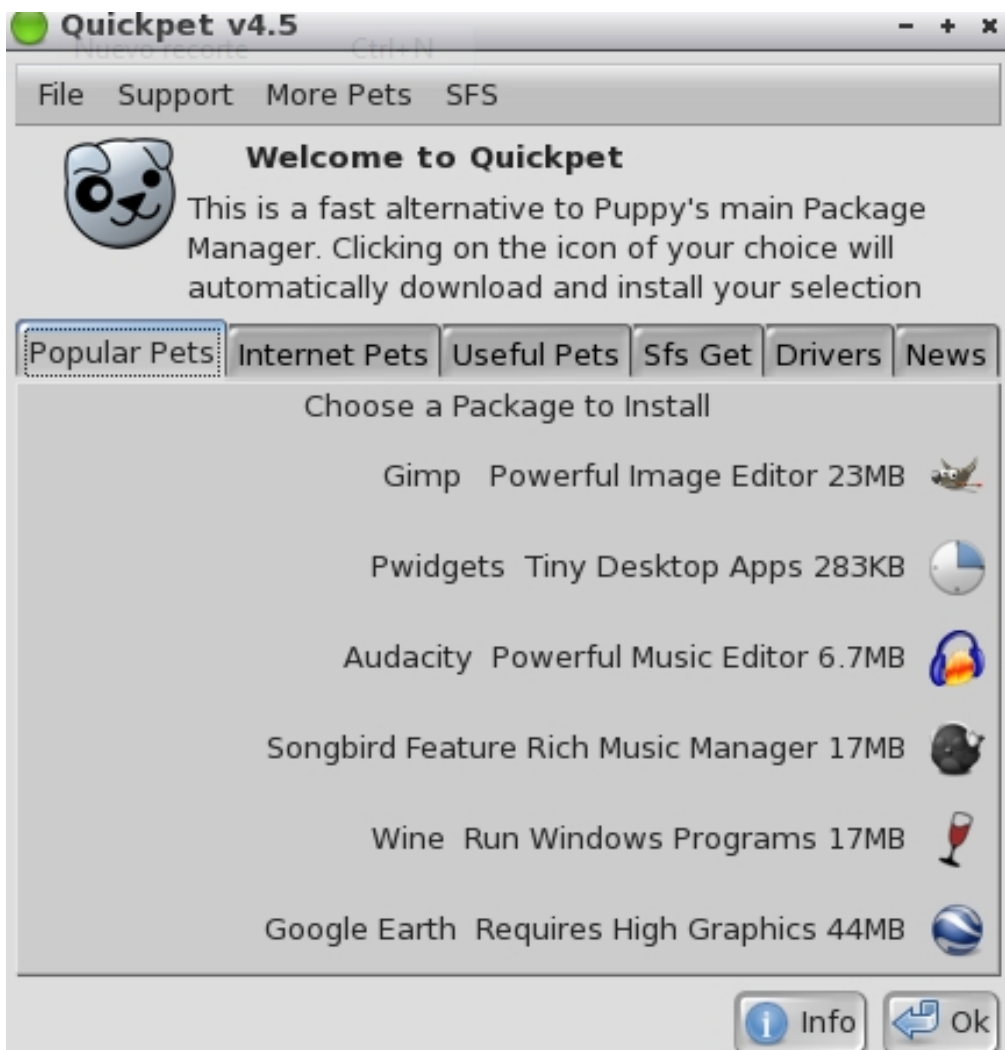 Quickpet v4.5
Nuevo recorte Ctrl+N
File Support More Pets SFS
Welcome to Quickpet
This is a fast alternative to Puppy's main Package
Manager. Clicking on the icon of your choice will
automatically download and install your selection
Popular Pets Internet Pets Useful Pets Sfs Get Drivers News
Choose a Package to Install
Gimp Powerful Image Editor 23MB
Pwidgets Tiny Desktop Apps 283KB
Audacity Powerful Music Editor 6.7MB
Songbird Feature Rich Music Manager 17MB
Wine Run Windows Programs 17MB
Google Earth Requires High Graphics 44MB
Info Ok